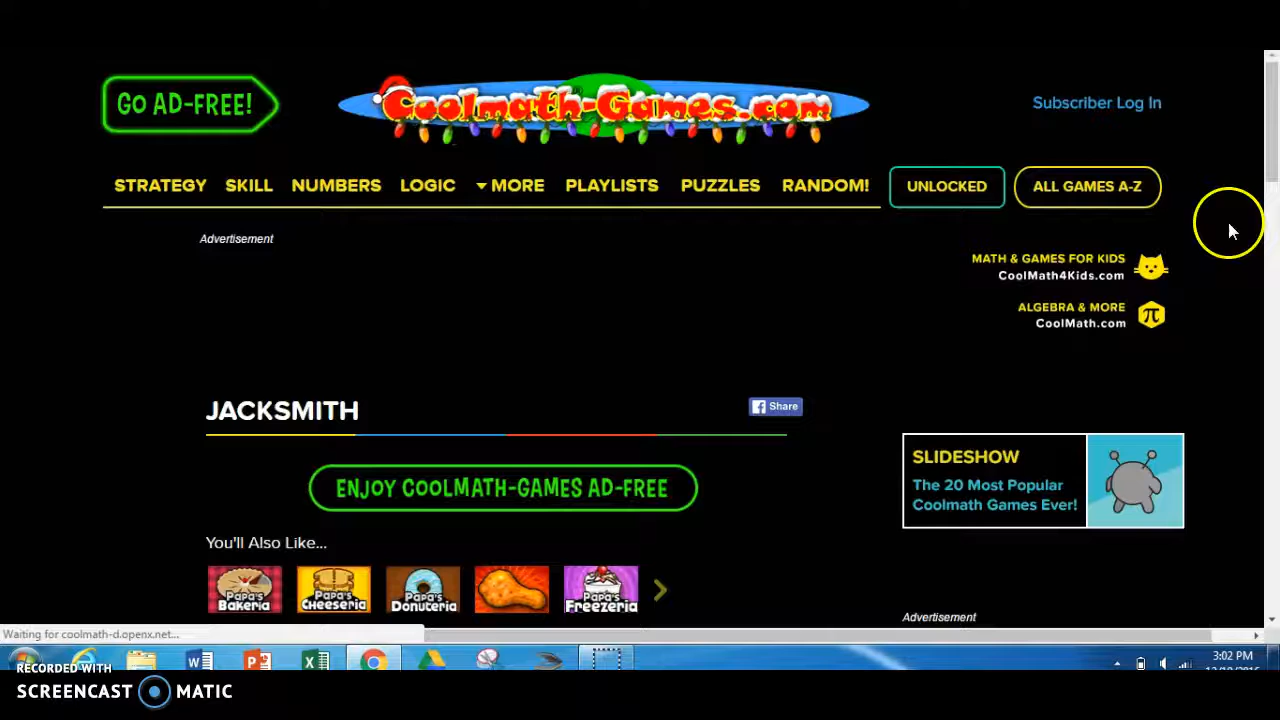 GO AD-FREE!
Coolmath-Games.com
Subscriber Log In
STRATEGY SKILL NUMBERS LOGIC MORE PLAYLISTS PUZZLES RANDOM! UNLOCKED ALL GAMES A-Z
Advertisement
MATH & GAMES FOR KIDS
CoolMath4Kids.com
ALGEBRA & MORE
CoolMath.com
π
JACKSMITH
f Share
ENJOY COOLMATH-GAMES AD-FREE
SLIDESHOW
The 20 Most Popular
Coolmath Games Ever!
You'll Also Like...
Papa's Bakeria
Papa's Cheeseria
Papa's Donuteria
Papa's Freezeria
Advertisement
Waiting for coolmath-d.openx.net...
W P X
3:02 PM
RECORDED WITH
SCREENCAST MATIC